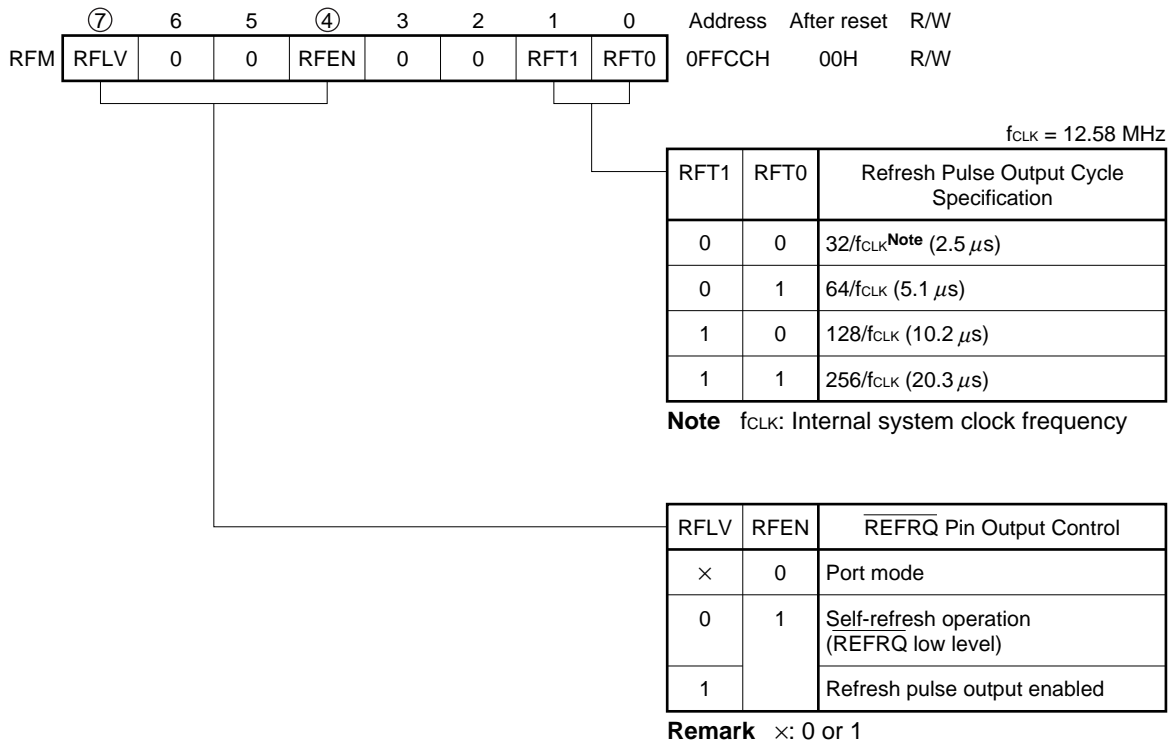 ⑦ 6 5 ④ 3 2 1 0 Address After reset R/W
RFM RFLV 0 0 RFEN 0 0 RFT1 RFT0 0FFCCH 00H R/W
fCLK = 12.58 MHz
RFT1 RFT0 Refresh Pulse Output Cycle
Specification
0 0 32/fCLKNote (2.5 μs)
0 1 64/fCLK (5.1 μs)
1 0 128/fCLK (10.2 μs)
1 1 256/fCLK (20.3 μs)
Note fCLK: Internal system clock frequency
RFLV RFEN REFRQ Pin Output Control
× 0 Port mode
0 1 Self-refresh operation
(REFRQ low level)
1 Refresh pulse output enabled
Remark ×: 0 or 1